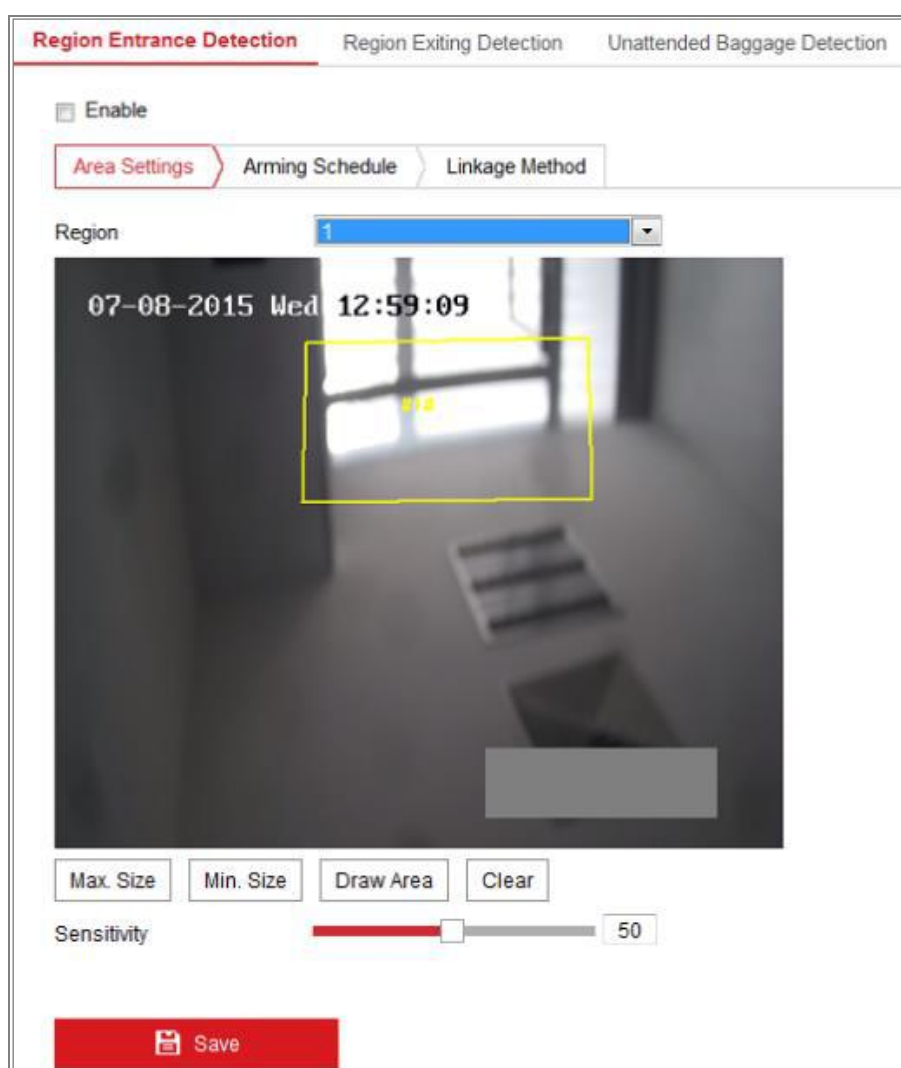 Region Entrance Detection Region Exiting Detection Unattended Baggage Detection
Enable
Area Settings Arming Schedule Linkage Method
Region 1
07-08-2015 Wed 12:59:09
#1#
Max. Size Min. Size Draw Area Clear
Sensitivity 50
Save